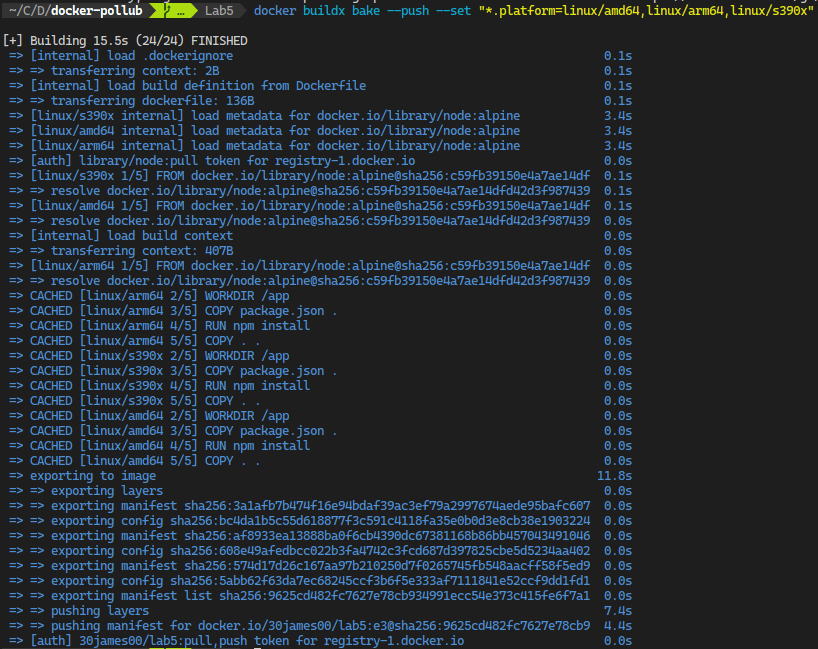 ~/C/D/docker-pollub … Lab5 docker buildx bake --push --set "*.platform=linux/amd64,linux/arm64,linux/s390x"
[+] Building 15.5s (24/24) FINISHED
=> [internal] load .dockerignore 0.1s
=> => transferring context: 2B 0.1s
=> [internal] load build definition from Dockerfile 0.1s
=> => transferring dockerfile: 136B 0.1s
=> [linux/s390x internal] load metadata for docker.io/library/node:alpine 3.4s
=> [linux/amd64 internal] load metadata for docker.io/library/node:alpine 3.4s
=> [linux/arm64 internal] load metadata for docker.io/library/node:alpine 3.4s
=> [auth] library/node:pull token for registry-1.docker.io 0.0s
=> [linux/s390x 1/5] FROM docker.io/library/node:alpine@sha256:c59fb39150e4a7ae14df 0.1s
=> => resolve docker.io/library/node:alpine@sha256:c59fb39150e4a7ae14dfd42d3f987439 0.1s
=> [linux/amd64 1/5] FROM docker.io/library/node:alpine@sha256:c59fb39150e4a7ae14df 0.1s
=> => resolve docker.io/library/node:alpine@sha256:c59fb39150e4a7ae14dfd42d3f987439 0.0s
=> [internal] load build context 0.0s
=> => transferring context: 407B 0.0s
=> [linux/arm64 1/5] FROM docker.io/library/node:alpine@sha256:c59fb39150e4a7ae14df 0.0s
=> => resolve docker.io/library/node:alpine@sha256:c59fb39150e4a7ae14dfd42d3f987439 0.0s
=> CACHED [linux/arm64 2/5] WORKDIR /app 0.0s
=> CACHED [linux/arm64 3/5] COPY package.json . 0.0s
=> CACHED [linux/arm64 4/5] RUN npm install 0.0s
=> CACHED [linux/arm64 5/5] COPY . . 0.0s
=> CACHED [linux/s390x 2/5] WORKDIR /app 0.0s
=> CACHED [linux/s390x 3/5] COPY package.json . 0.0s
=> CACHED [linux/s390x 4/5] RUN npm install 0.0s
=> CACHED [linux/s390x 5/5] COPY . . 0.0s
=> CACHED [linux/amd64 2/5] WORKDIR /app 0.0s
=> CACHED [linux/amd64 3/5] COPY package.json . 0.0s
=> CACHED [linux/amd64 4/5] RUN npm install 0.0s
=> CACHED [linux/amd64 5/5] COPY . . 0.0s
=> exporting to image 11.8s
=> => exporting layers 0.0s
=> => exporting manifest sha256:3a1afb7b474f16e94bdaf39ac3ef79a2997674aede95bafc607 0.0s
=> => exporting config sha256:bc4da1b5c55d618877f3c591c4118fa35e0b0d3e8cb38e1903224 0.0s
=> => exporting manifest sha256:af8933ea13888ba0f6cb4390dc67381168b86bb457043491046 0.0s
=> => exporting config sha256:608e49afedbcc022b3fa4742c3fcd687d397825cbe5d5234aa402 0.0s
=> => exporting manifest sha256:574d17d26c167aa97b210250d7f0265745fb548aacff58f5ed9 0.0s
=> => exporting config sha256:5abb62f63da7ec68245ccf3b6f5e333af7111841e52ccf9dd1fd1 0.0s
=> => exporting manifest list sha256:9625cd482fc7627e78cb934991ecc54e373c415fe6f7a1 0.0s
=> => pushing layers 7.4s
=> => pushing manifest for docker.io/30james00/lab5:e3@sha256:9625cd482fc7627e78cb9 4.4s
=> [auth] 30james00/lab5:pull,push token for registry-1.docker.io 0.0s